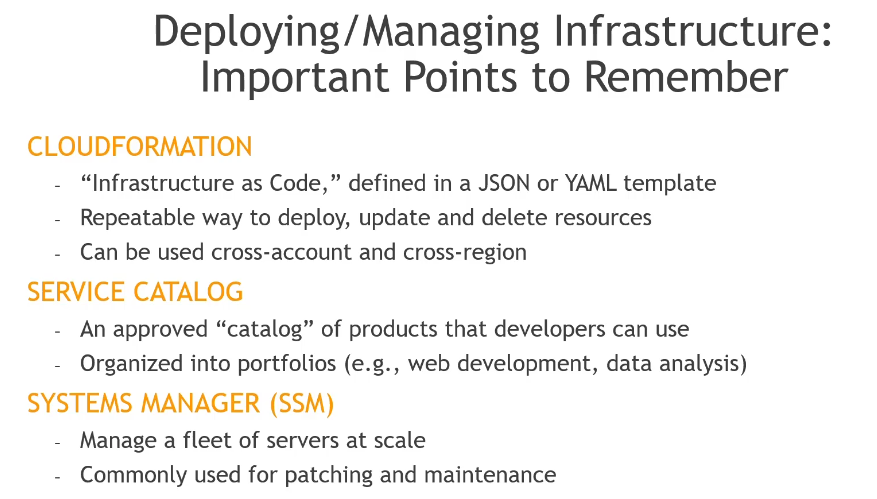 Deploying/Managing Infrastructure:
Important Points to Remember
CLOUDFORMATION
- “Infrastructure as Code,” defined in a JSON or YAML template
- Repeatable way to deploy, update and delete resources
- Can be used cross-account and cross-region
SERVICE CATALOG
- An approved “catalog” of products that developers can use
- Organized into portfolios (e.g., web development, data analysis)
SYSTEMS MANAGER (SSM)
- Manage a fleet of servers at scale
- Commonly used for patching and maintenance